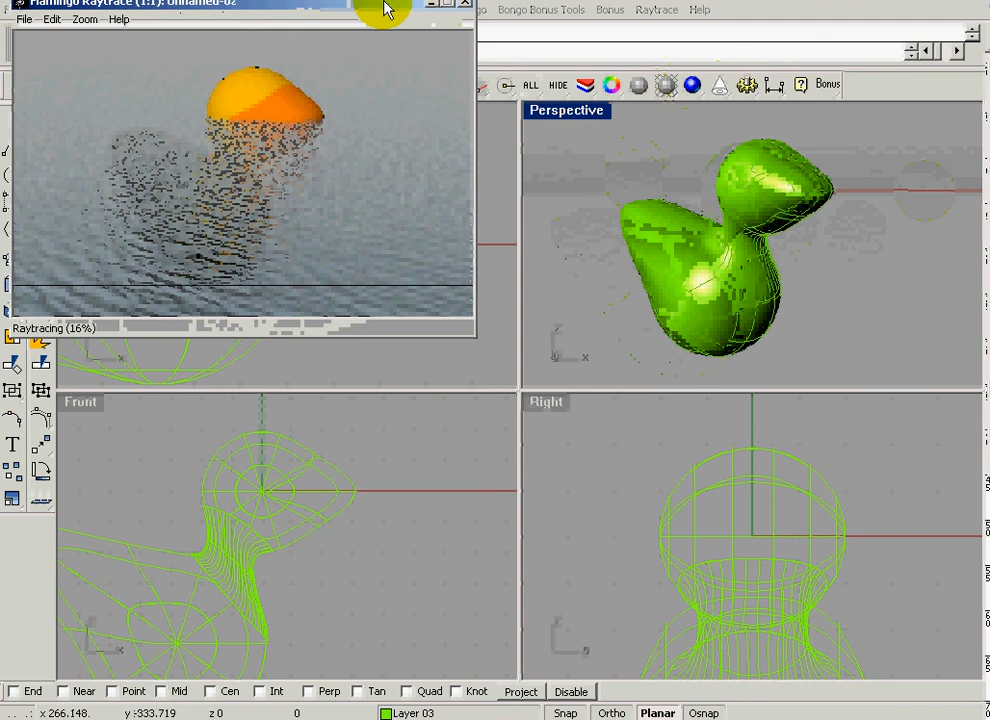 Flamingo Raytrace (1:1): Unnamed-02
File Edit Zoom Help
Bongo Bonus Tools Bonus Raytrace Help
ALL HIDE Bonus
Perspective
z
x
Raytracing (16%)
x
Front
Right
T
x
End Near Point Mid Cen Int Perp Tan Quad Knot Project Disable
x 266.148. y -333.719 z 0 0 Layer 03 Snap Ortho Planar Osnap